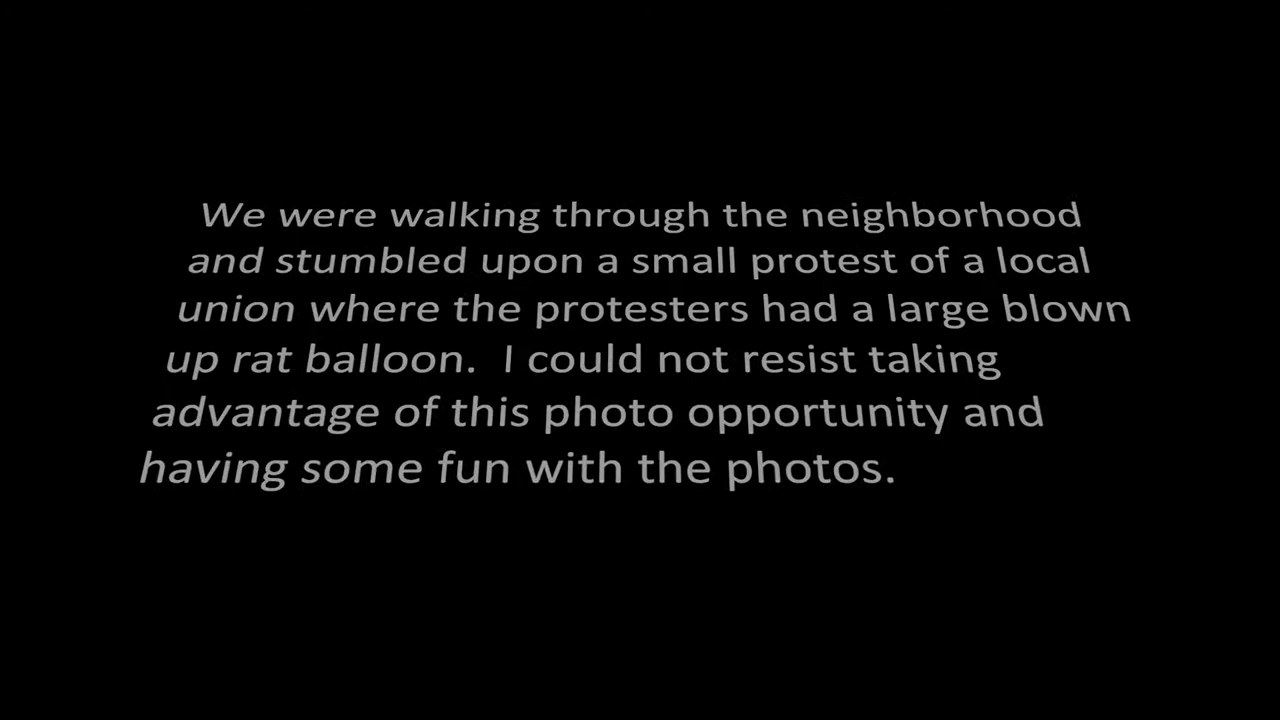 We were walking through the neighborhood
and stumbled upon a small protest of a local
union where the protesters had a large blown
up rat balloon.  I could not resist taking
advantage of this photo opportunity and
having some fun with the photos.